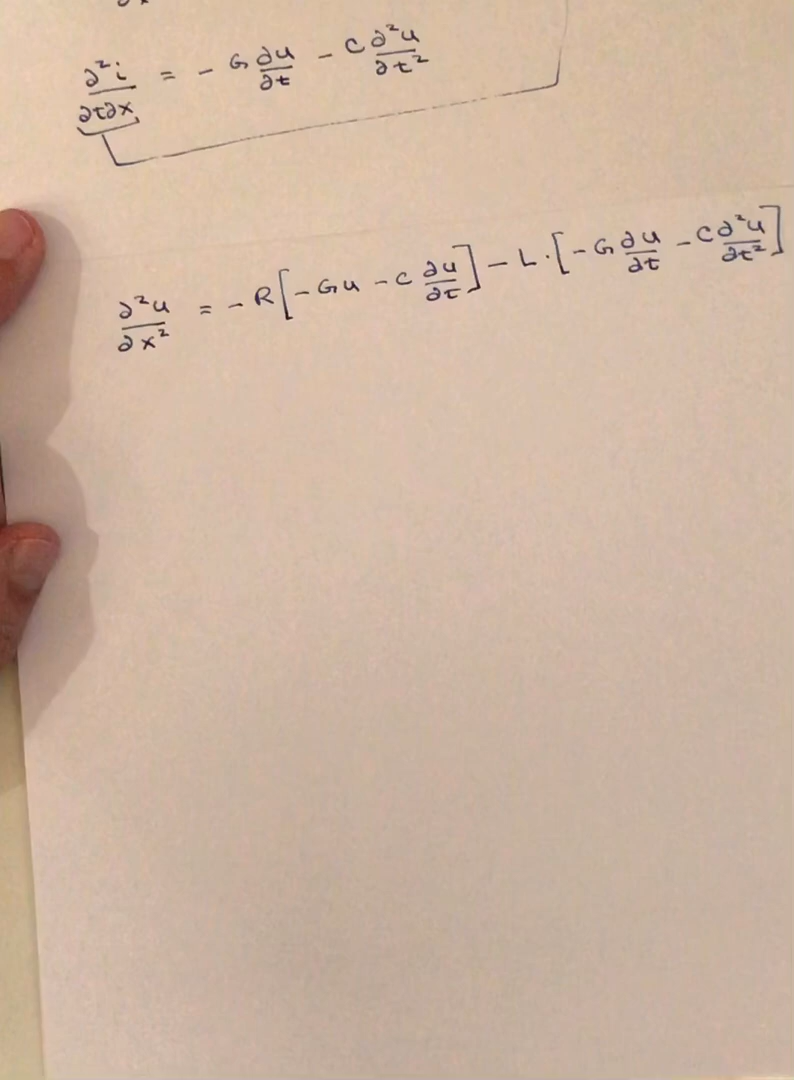 ∂²i/∂t∂x = - G ∂u/∂t - C ∂²u/∂t²
∂²u/∂x² = - R[- Gu - C ∂u/∂t] - L·[- G ∂u/∂t - C ∂²u/∂t²]